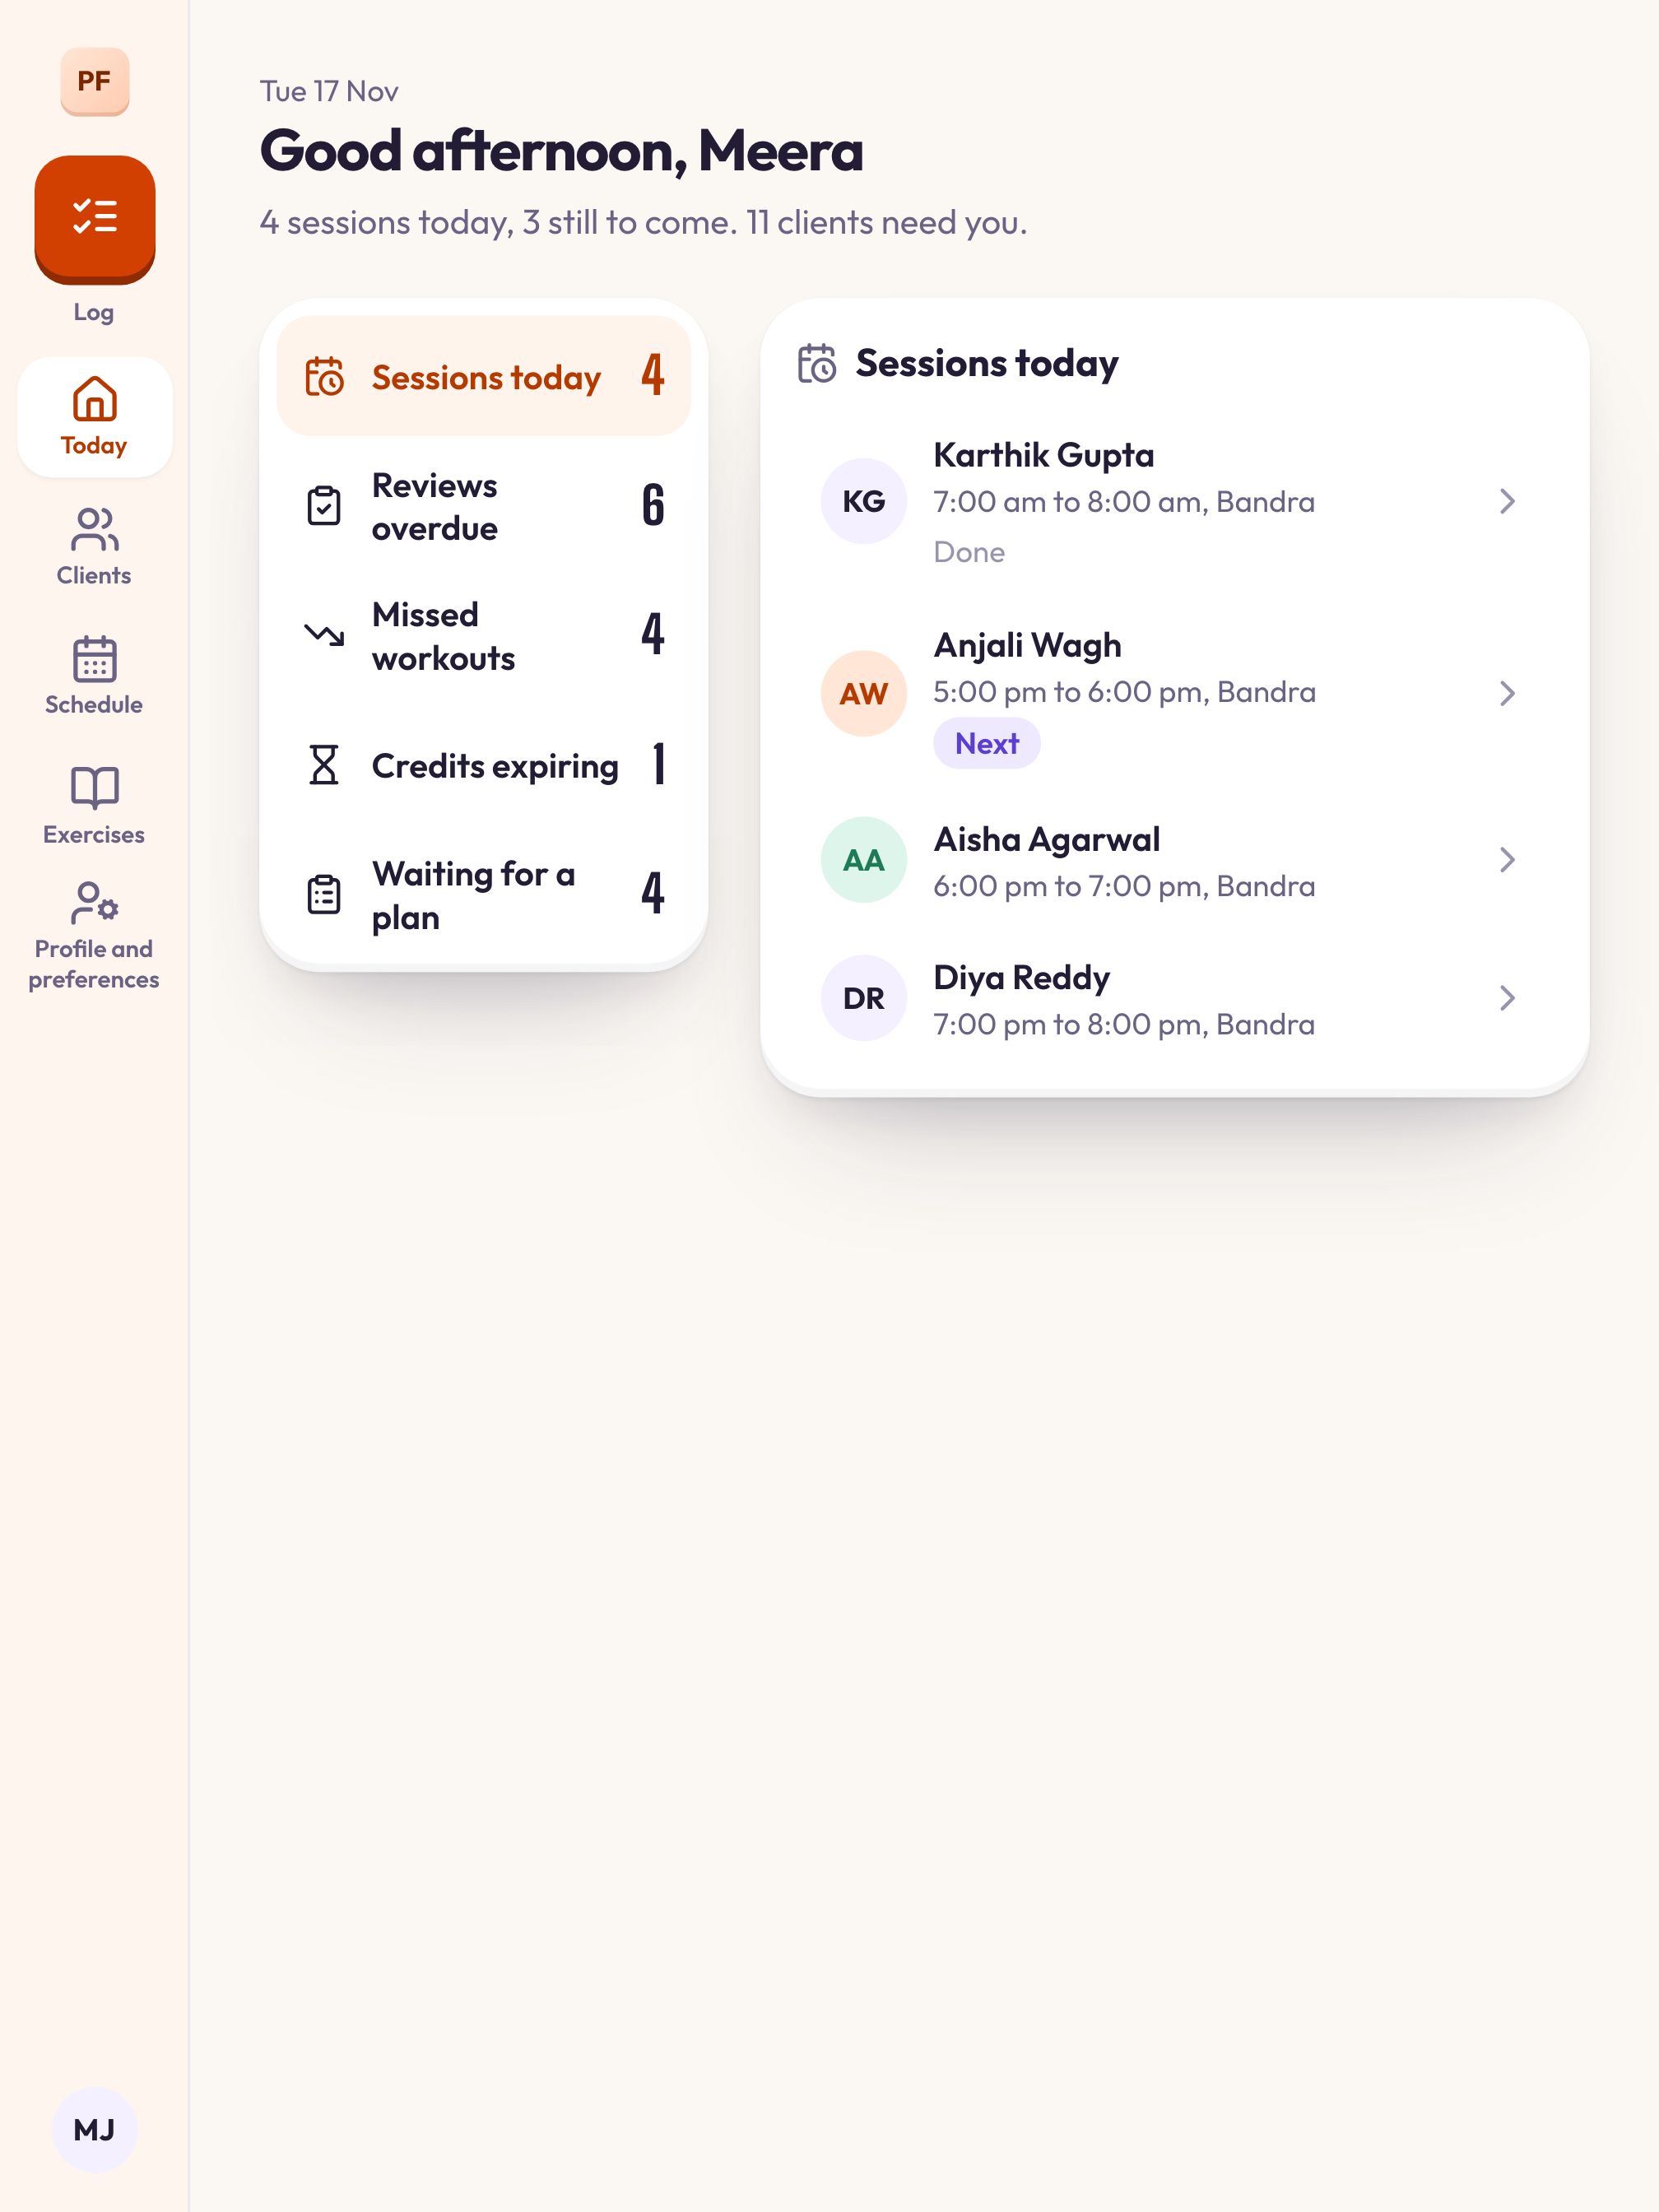 PF
Log
Today
Clients
Schedule
Exercises
Profile and
preferences
MJ
Tue 17 Nov
Good afternoon, Meera
4 sessions today, 3 still to come. 11 clients need you.
Sessions today 4
Reviews
overdue 6
Missed
workouts 4
Credits expiring 1
Waiting for a
plan 4
Sessions today
KG
Karthik Gupta
7:00 am to 8:00 am, Bandra
Done
AW
Anjali Wagh
5:00 pm to 6:00 pm, Bandra
Next
AA
Aisha Agarwal
6:00 pm to 7:00 pm, Bandra
DR
Diya Reddy
7:00 pm to 8:00 pm, Bandra